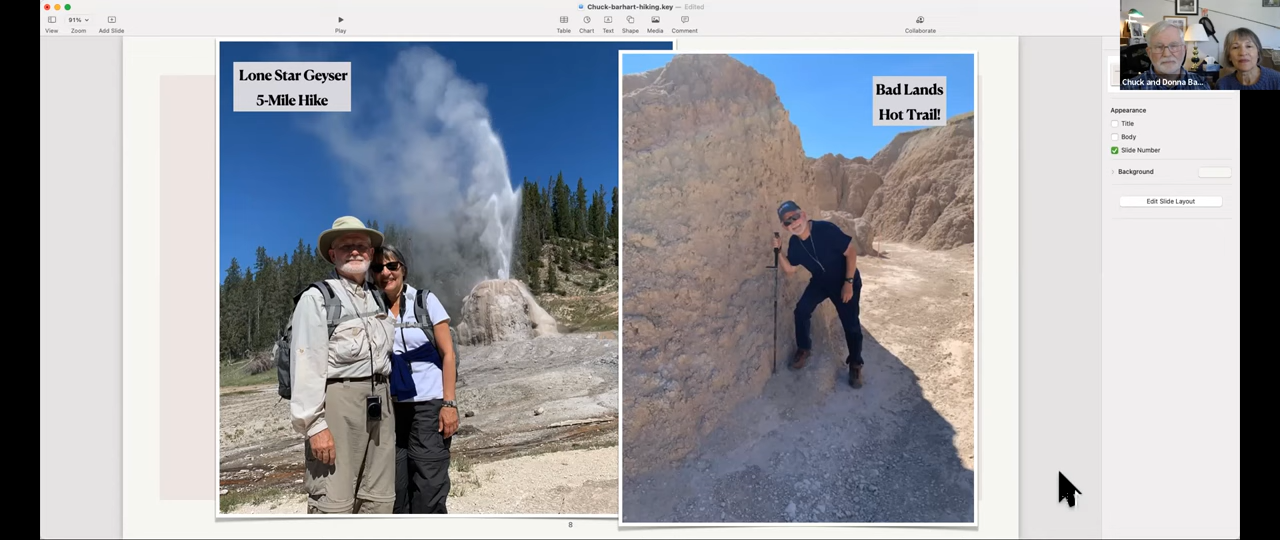 Chuck-barhart-hiking.key — Edited
91%
View
Zoom
Add Slide
Play
Table
Chart
Text
Shape
Media
Comment
Collaborate
Lone Star Geyser
5-Mile Hike
Bad Lands
Hot Trail!
Chuck and Donna Ba...
Appearance
Title
Body
Slide Number
Background
Edit Slide Layout
8